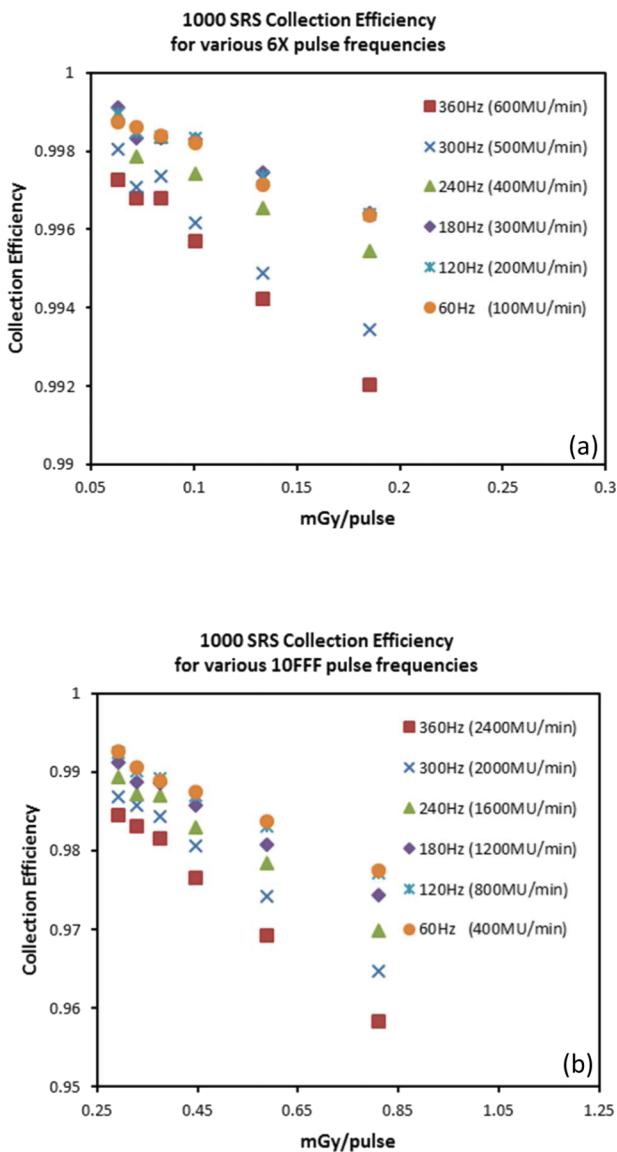 1000 SRS Collection Efficiency
for various 6X pulse frequencies
Collection Efficiency
1
0.998
0.996
0.994
0.992
0.99
360Hz (600MU/min)
300Hz (500MU/min)
240Hz (400MU/min)
180Hz (300MU/min)
120Hz (200MU/min)
60Hz (100MU/min)
(a)
0.05
0.1
0.15
0.2
0.25
0.3
mGy/pulse
1000 SRS Collection Efficiency
for various 10FFF pulse frequencies
Collection Efficiency
1
0.99
0.98
0.97
0.96
0.95
360Hz (2400MU/min)
300Hz (2000MU/min)
240Hz (1600MU/min)
180Hz (1200MU/min)
120Hz (800MU/min)
60Hz (400MU/min)
(b)
0.25
0.45
0.65
0.85
1.05
1.25
mGy/pulse